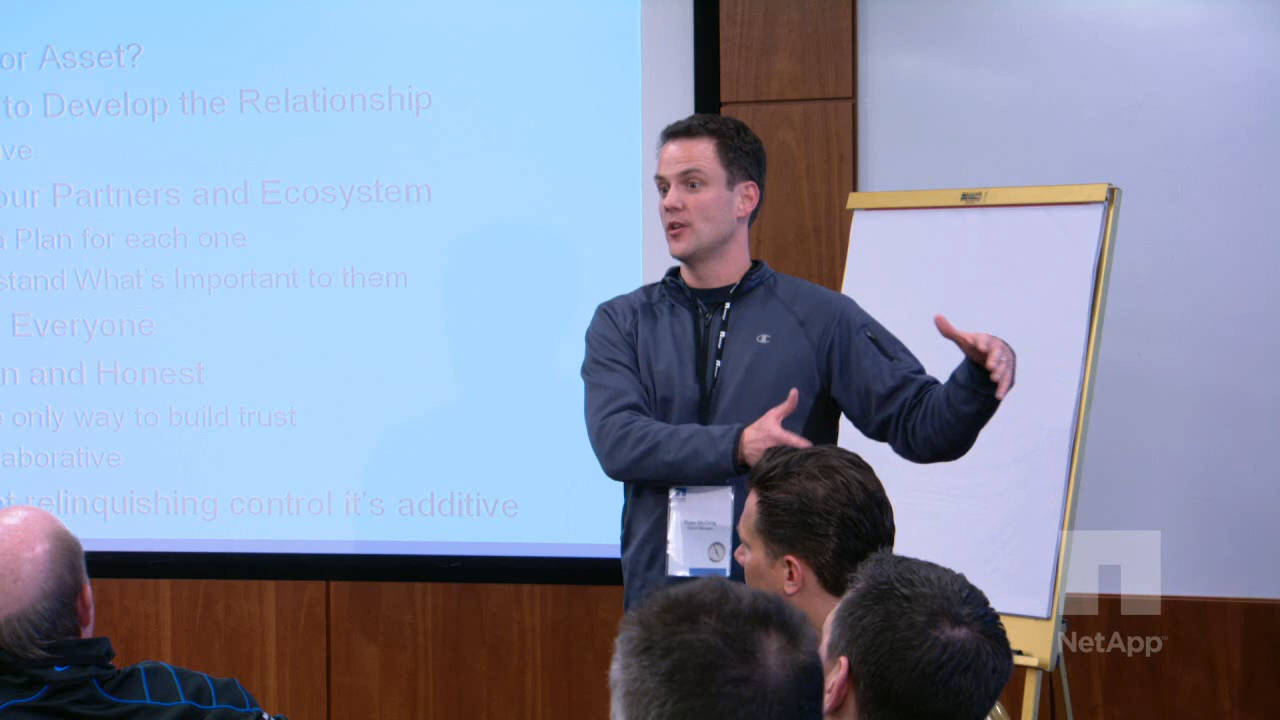 or Asset?
to Develop the Relationship
ve
our Partners and Ecosystem
a Plan for each one
stand What's Important to them
Everyone
n and Honest
only way to build trust
aborative
relinquishing control it's additive
NetApp